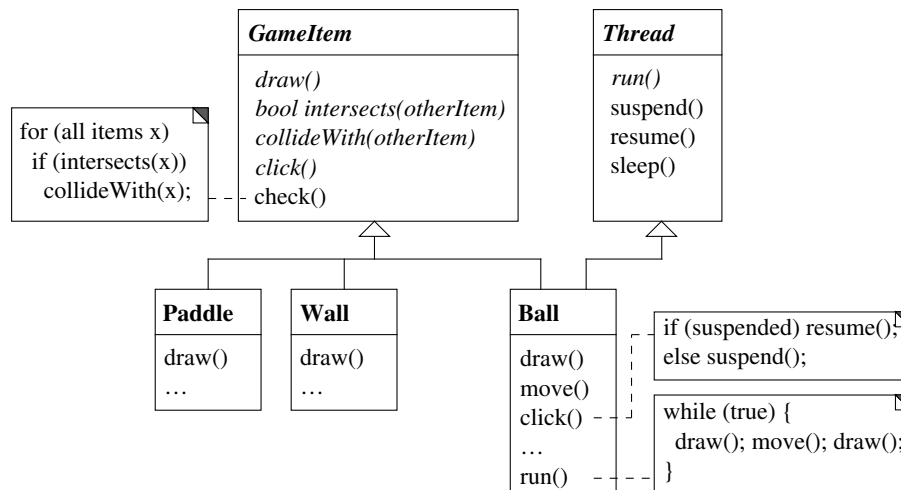 GameItem
draw()
bool intersects(otherItem)
collideWith(otherItem)
click()
check()
Thread
run()
suspend()
resume()
sleep()
for (all items x)
if (intersects(x))
collideWith(x);
Paddle
draw()
…
Wall
draw()
…
Ball
draw()
move()
click()
…
run()
if (suspended) resume();
else suspend();
while (true) {
draw(); move(); draw();
}